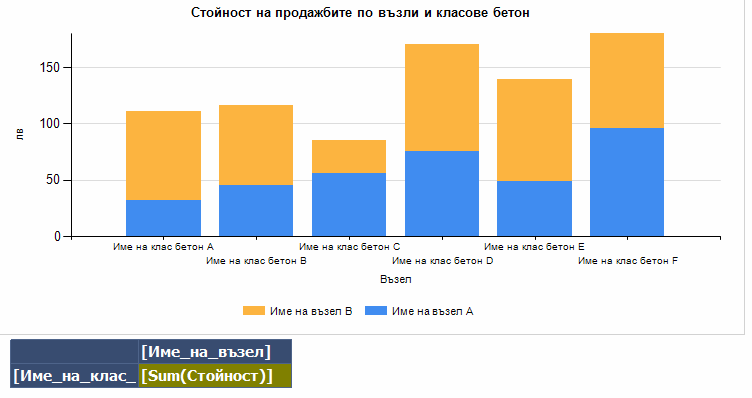 Стойност на продажбите по възли и класове бетон
лв
150
100
50
0
Име на клас бетон A
Име на клас бетон B
Име на клас бетон C
Име на клас бетон D
Име на клас бетон E
Име на клас бетон F
Възел
Име на възел B Име на възел A
[Име_на_възел]
[Име_на_клас_ [Sum(Стойност)]